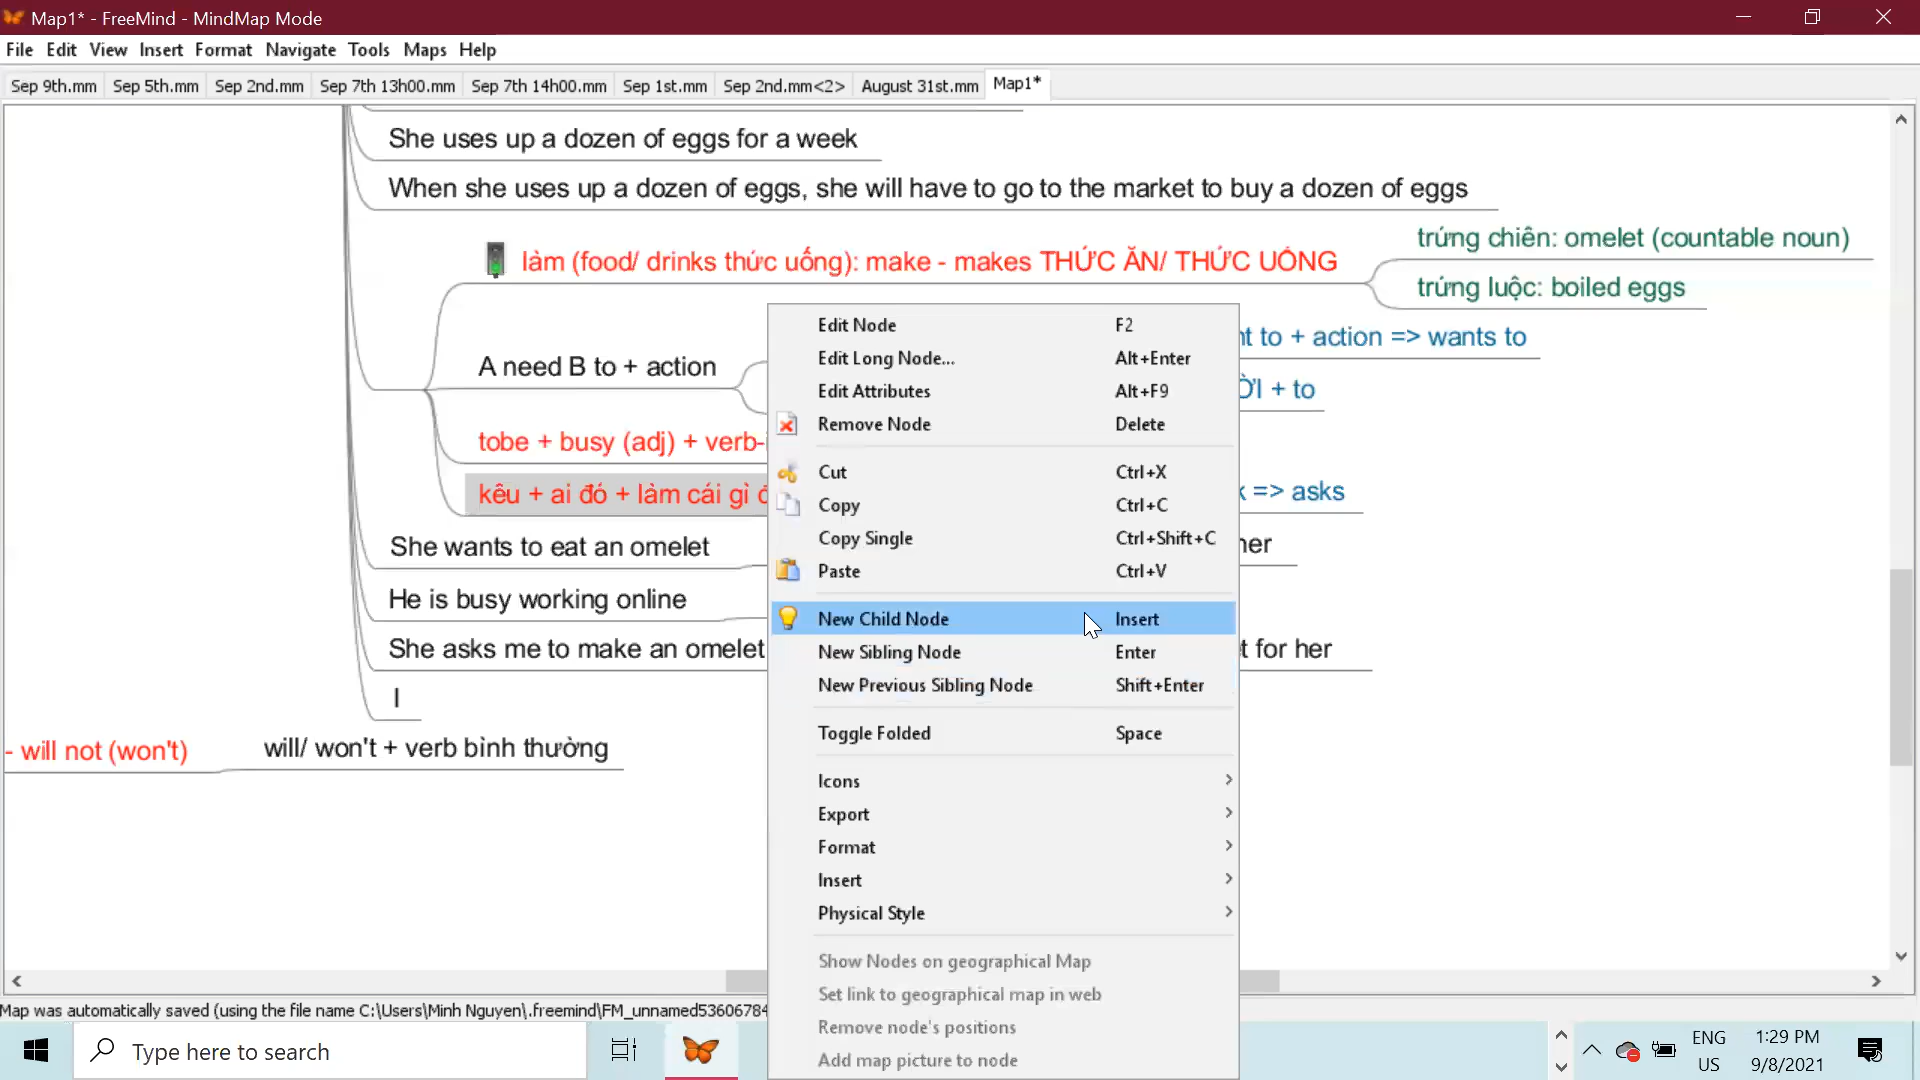 Map1* - FreeMind - MindMap Mode
File Edit View Insert Format Navigate Tools Maps Help
Sep 9th.mm Sep 5th.mm Sep 2nd.mm Sep 7th 13h00.mm Sep 7th 14h00.mm Sep 1st.mm Sep 2nd.mm<2> August 31st.mm Map1*
She uses up a dozen of eggs for a week
When she uses up a dozen of eggs, she will have to go to the market to buy a dozen of eggs
làm (food/ drinks thức uống): make - makes THỨC ĂN/ THỨC UỐNG
trứng chiên: omelet (countable noun)
trứng luộc: boiled eggs
A need B to + action
to + action => wants to
+ to
tobe + busy (adj) + verb-
kêu + ai đó + làm cái gì
=> asks
She wants to eat an omelet
her
He is busy working online
She asks me to make an omelet
for her
I
- will not (won't)
will/ won't + verb bình thường
Edit Node F2
Edit Long Node... Alt+Enter
Edit Attributes Alt+F9
Remove Node Delete
Cut Ctrl+X
Copy Ctrl+C
Copy Single Ctrl+Shift+C
Paste Ctrl+V
New Child Node Insert
New Sibling Node Enter
New Previous Sibling Node Shift+Enter
Toggle Folded Space
Icons
Export
Format
Insert
Physical Style
Show Nodes on geographical Map
Set link to geographical map in web
Remove node's positions
Add map picture to node
Map was automatically saved (using the file name C:\Users\Minh Nguyen\.freemind\FM_unnamed53606784
Type here to search
ENG
US
1:29 PM
9/8/2021